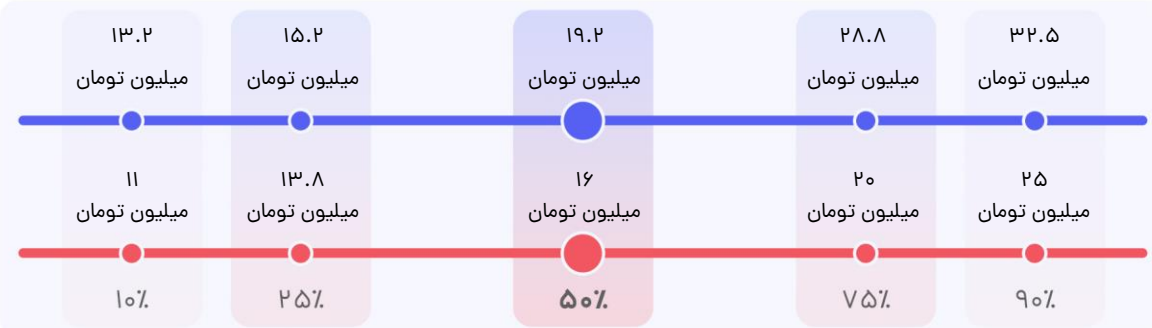 ۱۳.۲ ۱۵.۲ ۱۹.۲ ۲۸.۸ ۳۲.۵
میلیون تومان میلیون تومان میلیون تومان میلیون تومان میلیون تومان
۱۱ ۱۳.۸ ۱۶ ۲۰ ۲۵
میلیون تومان میلیون تومان میلیون تومان میلیون تومان میلیون تومان
۱۰٪ ۲۵٪ ۵۰٪ ۷۵٪ ۹۰٪